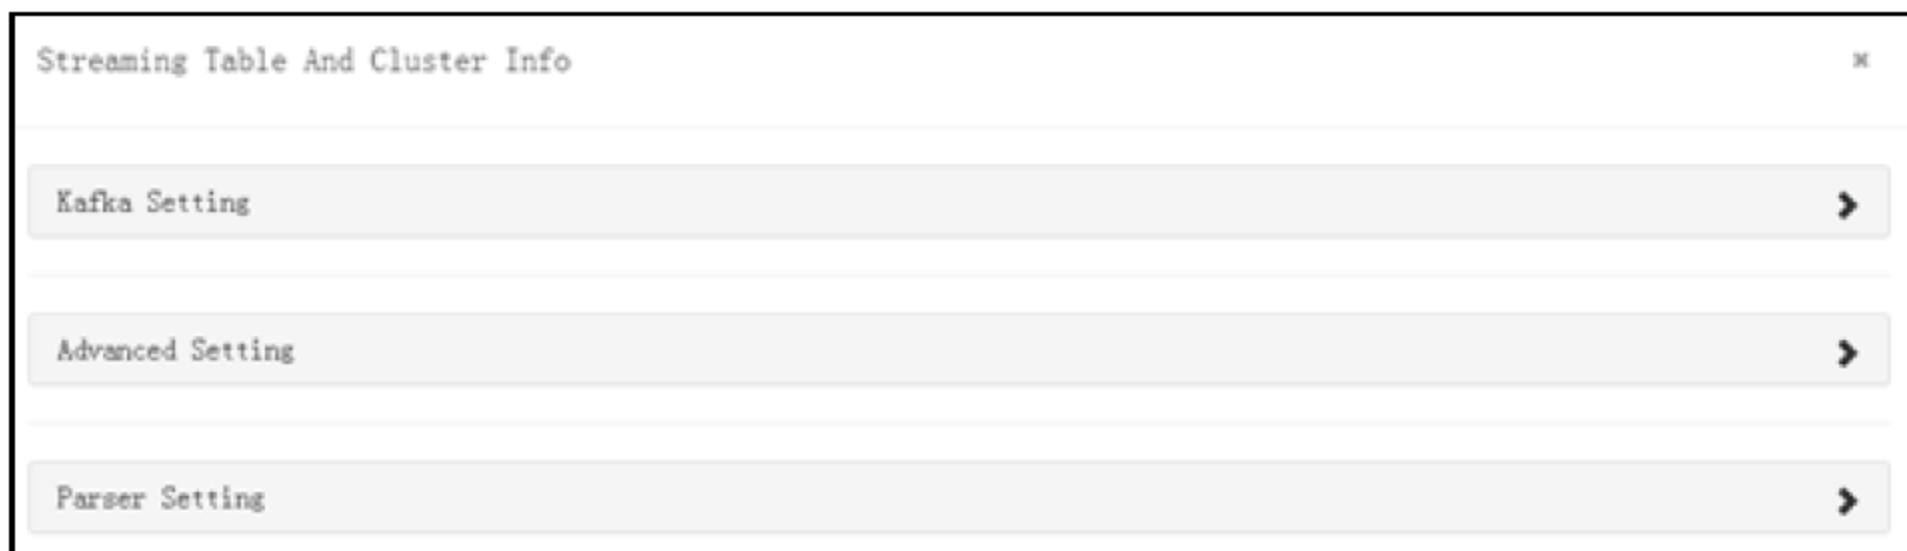 Streaming Table And Cluster Info
Kafka Setting
Advanced Setting
Parser Setting